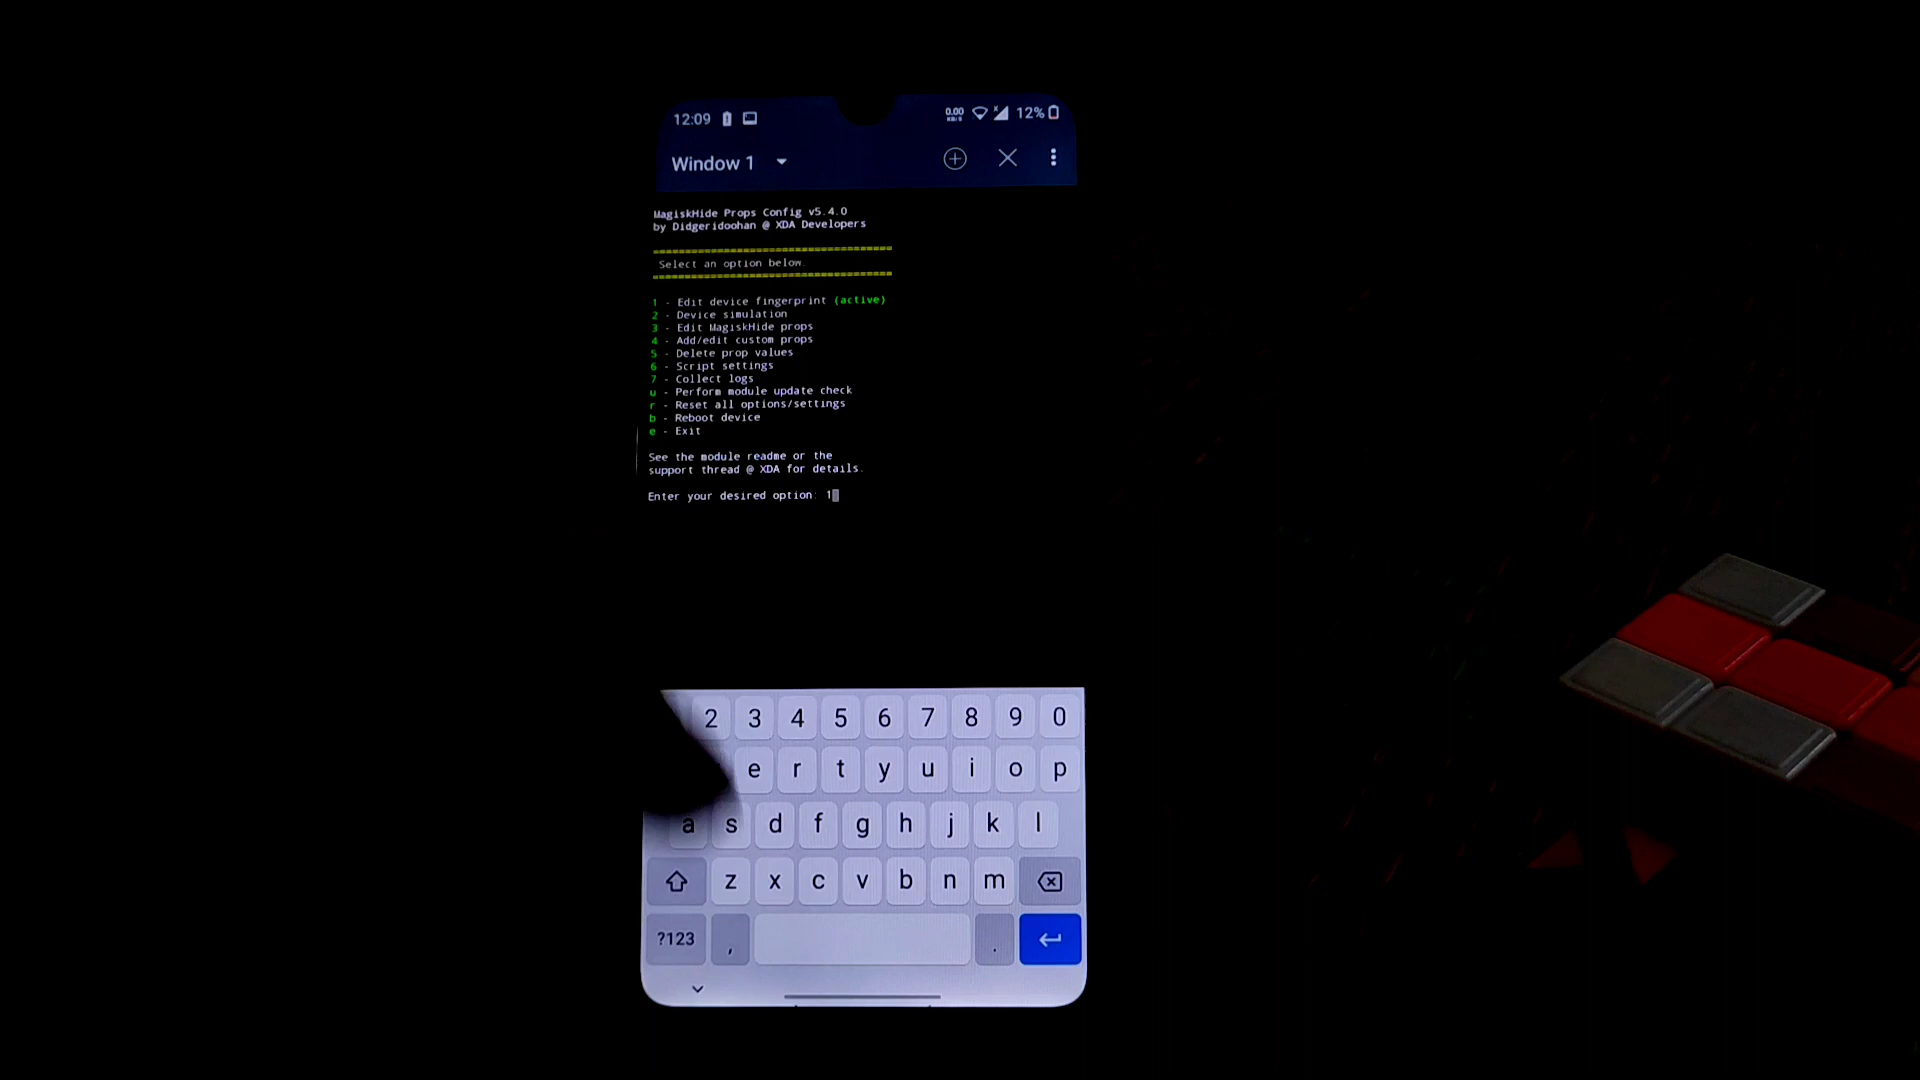 12:09 0.00 KB/S 12%
Window 1
MagiskHide Props Config v5.4.0
by Didgeridoohan @ XDA Developers
=====================================
Select an option below.
=====================================
1 - Edit device fingerprint (active)
2 - Device simulation
3 - Edit MagiskHide props
4 - Add/edit custom props
5 - Delete prop values
6 - Script settings
7 - Collect logs
u - Perform module update check
r - Reset all options/settings
b - Reboot device
e - Exit
See the module readme or the
support thread @ XDA for details.
Enter your desired option: 1
2 3 4 5 6 7 8 9 0
e r t y u i o p
a s d f g h j k l
z x c v b n m
?123 , .